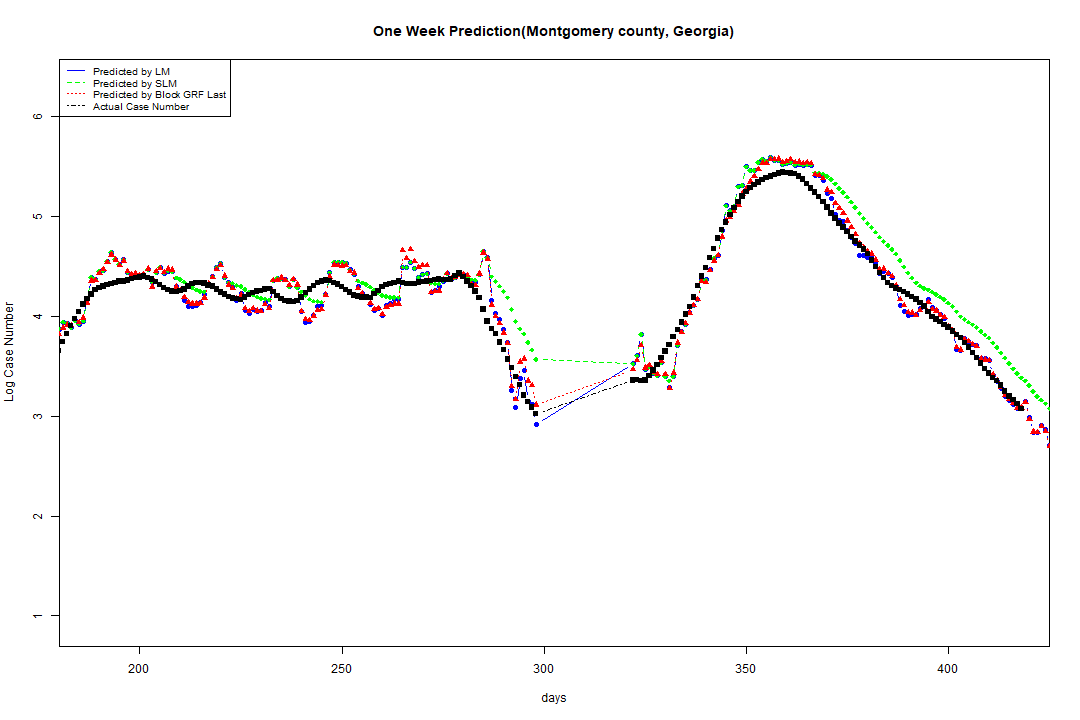 One Week Prediction(Montgomery county, Georgia)
Predicted by LM
Predicted by SLM
Predicted by Block GRF Last
Actual Case Number
Log Case Number
6
5
4
3
2
1
200
250
300
350
400
days